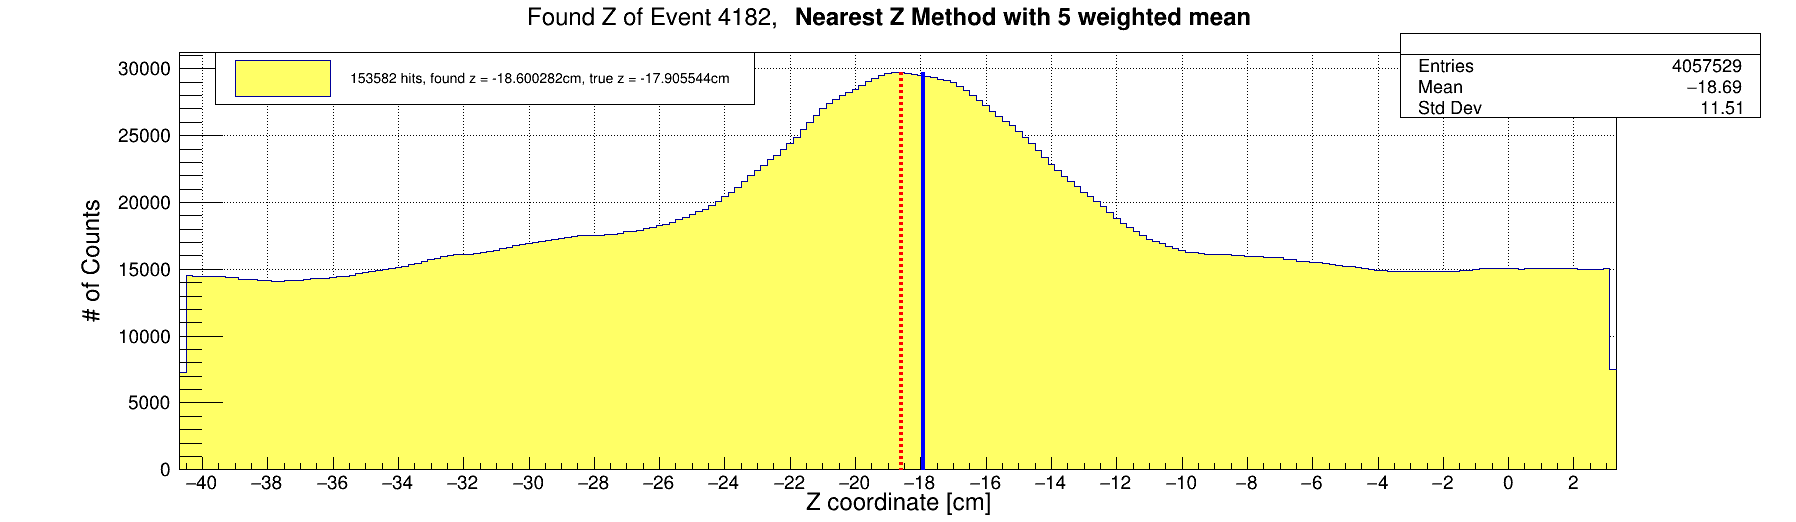 Found Z of Event 4182, Nearest Z Method with 5 weighted mean
153582 hits, found z = -18.600282cm, true z = -17.905544cm
Entries 4057529
Mean −18.69
Std Dev 11.51
30000
25000
20000
15000
10000
5000
0
# of Counts
−40 −38 −36 −34 −32 −30 −28 −26 −24 −22 −20 −18 −16 −14 −12 −10 −8 −6 −4 −2 0 2
Z coordinate [cm]